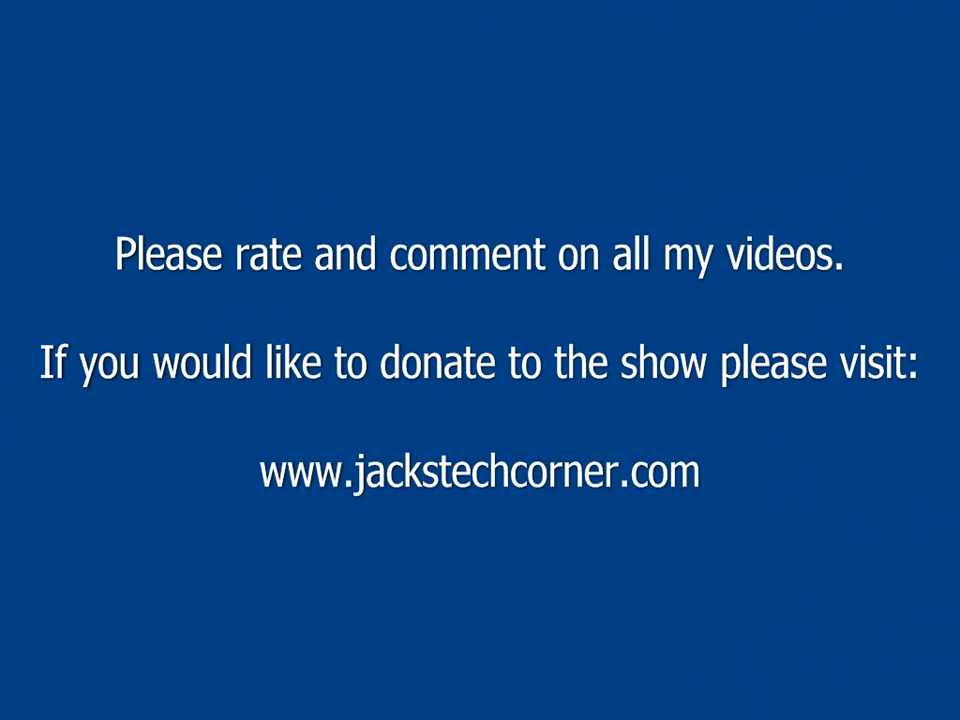 Please rate and comment on all my videos.
If you would like to donate to the show please visit:
www.jackstechcorner.com